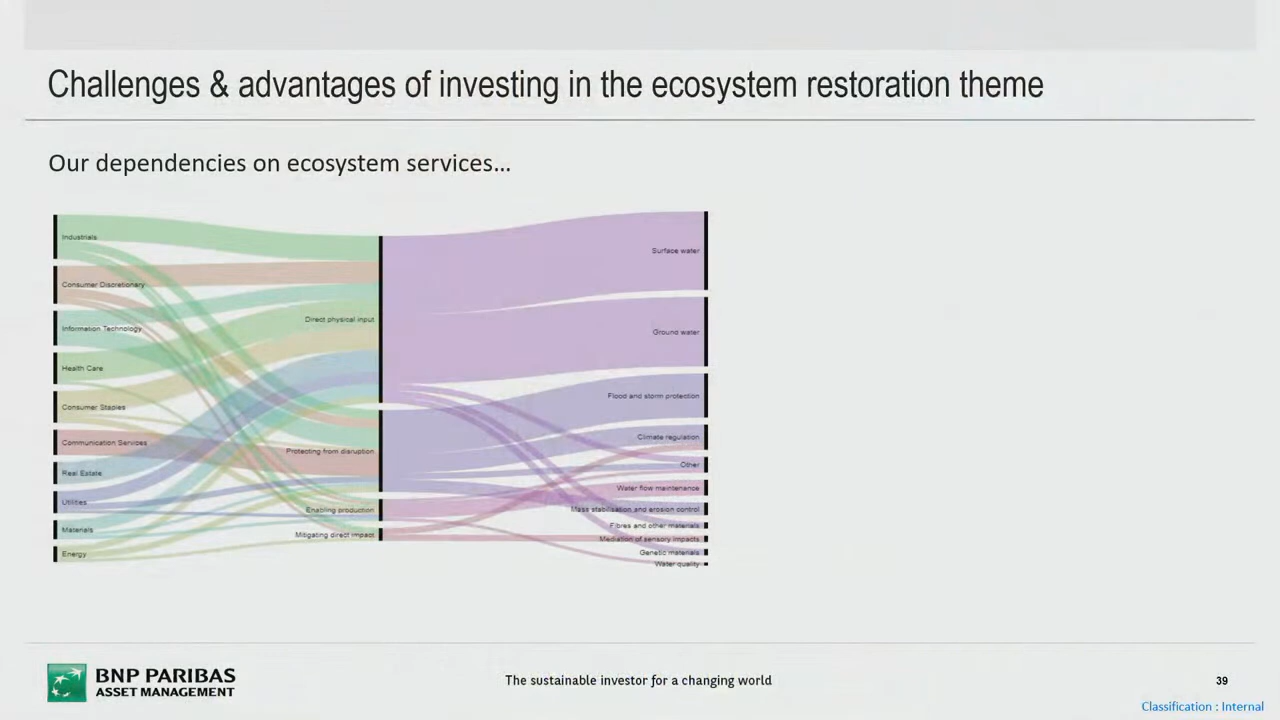 Challenges & advantages of investing in the ecosystem restoration theme
Our dependencies on ecosystem services...
Industrials
Consumer Discretionary
Information Technology
Health Care
Consumer Staples
Communication Services
Real Estate
Utilities
Materials
Energy
Direct physical input
Protecting from disruption
Enabling production
Mitigating direct impact
Surface water
Ground water
Flood and storm protection
Climate regulation
Other
Water flow maintenance
Mass stabilisation and erosion control
Fibres and other materials
Mediation of sensory impacts
Genetic materials
Water quality
BNP PARIBAS
ASSET MANAGEMENT
The sustainable investor for a changing world
39
Classification : Internal